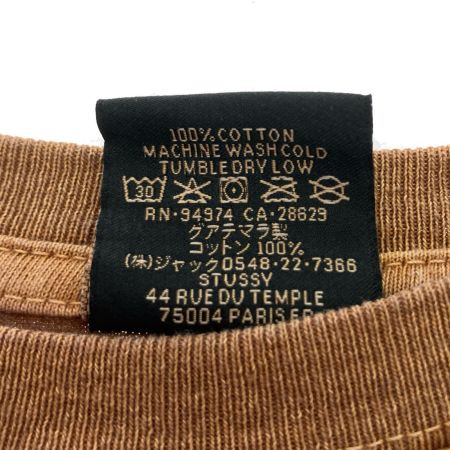 100% COTTON
MACHINE WASH COLD
TUMBLE DRY LOW
30
RN·94974 CA·28629
グアテマラ製
コットン 100%
(株)ジャック0548·22·7366
STUSSY
44 RUE DU TEMPLE
75004 PARIS FR